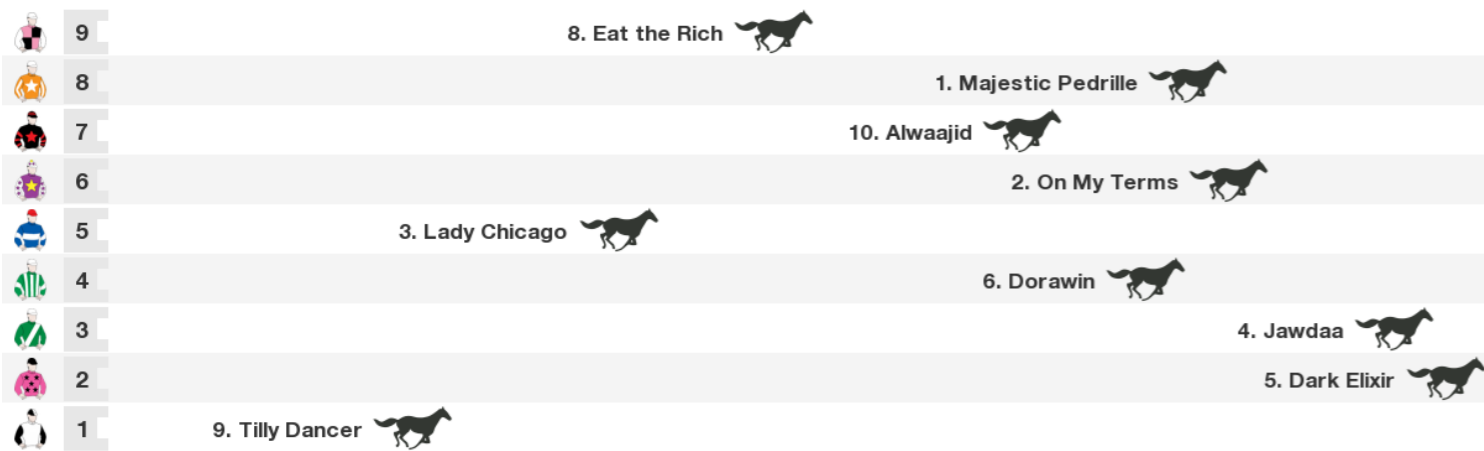 9 8. Eat the Rich
8 1. Majestic Pedrille
7 10. Alwaajid
6 2. On My Terms
5 3. Lady Chicago
4 6. Dorawin
3 4. Jawdaa
2 5. Dark Elixir
1 9. Tilly Dancer